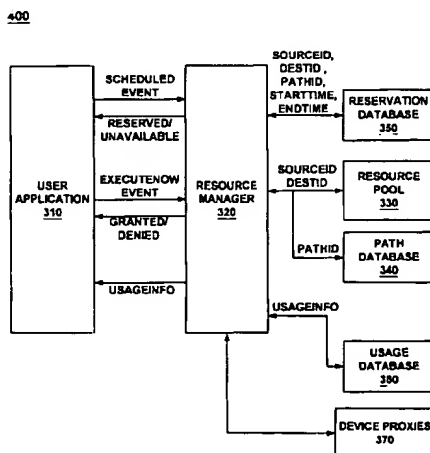 400
SCHEDULED
EVENT
RESERVED/
UNAVAILABLE
USER
APPLICATION
310
EXECUTENOW
EVENT
GRANTED/
DENIED
USAGEINFO
RESOURCE
MANAGER
320
SOURCEID,
DESTID,
PATHID,
STARTTIME,
ENDTIME
RESERVATION
DATABASE
350
SOURCEID
DESTID
RESOURCE
POOL
330
PATHID
PATH
DATABASE
340
USAGEINFO
USAGE
DATABASE
360
DEVICE PROXIES
370